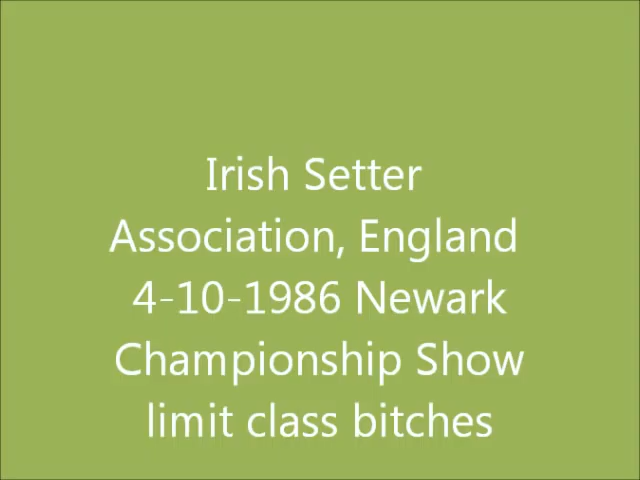 Irish Setter
Association, England
4-10-1986 Newark
Championship Show
limit class bitches